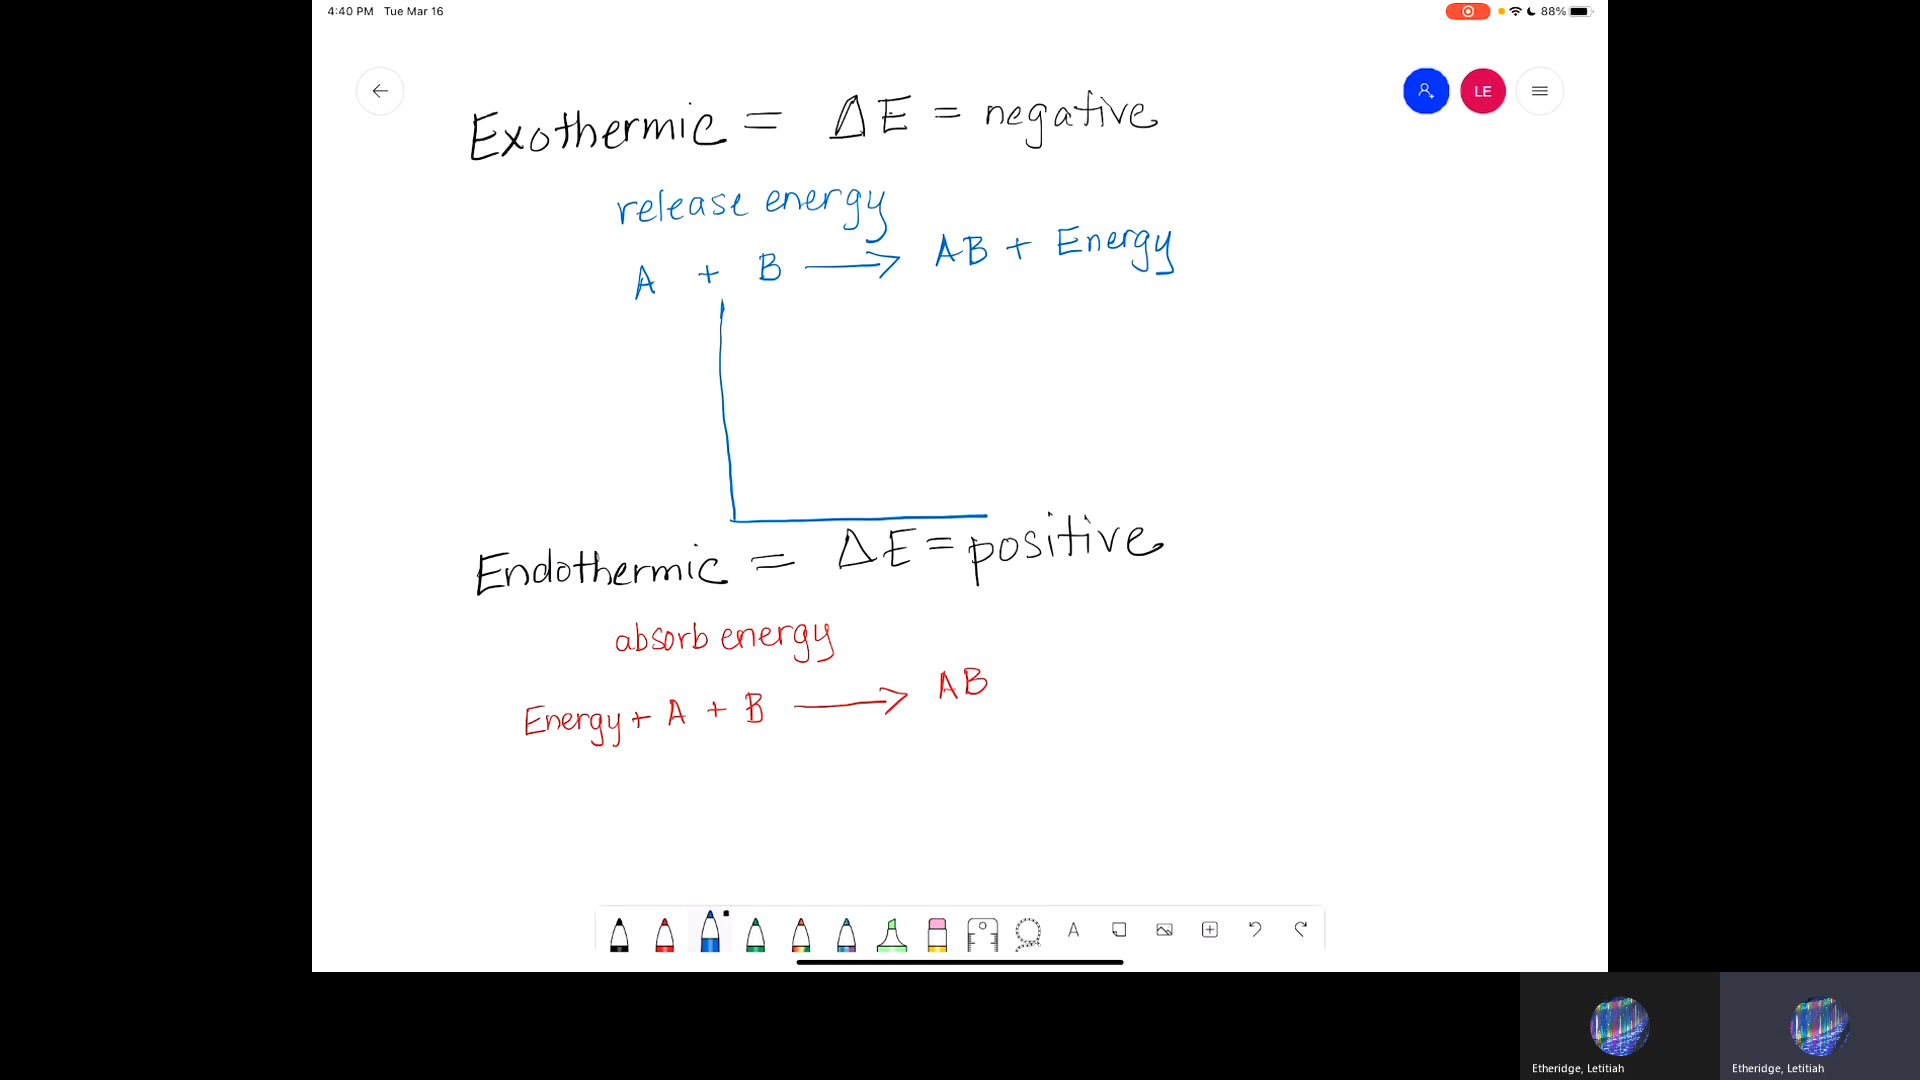 4:40 PM Tue Mar 16
88%
LE
Exothermic = ΔE = negative
release energy
A + B → AB + Energy
Endothermic = ΔE = positive
absorb energy
Energy + A + B → AB
A
Etheridge, Letitiah
Etheridge, Letitiah